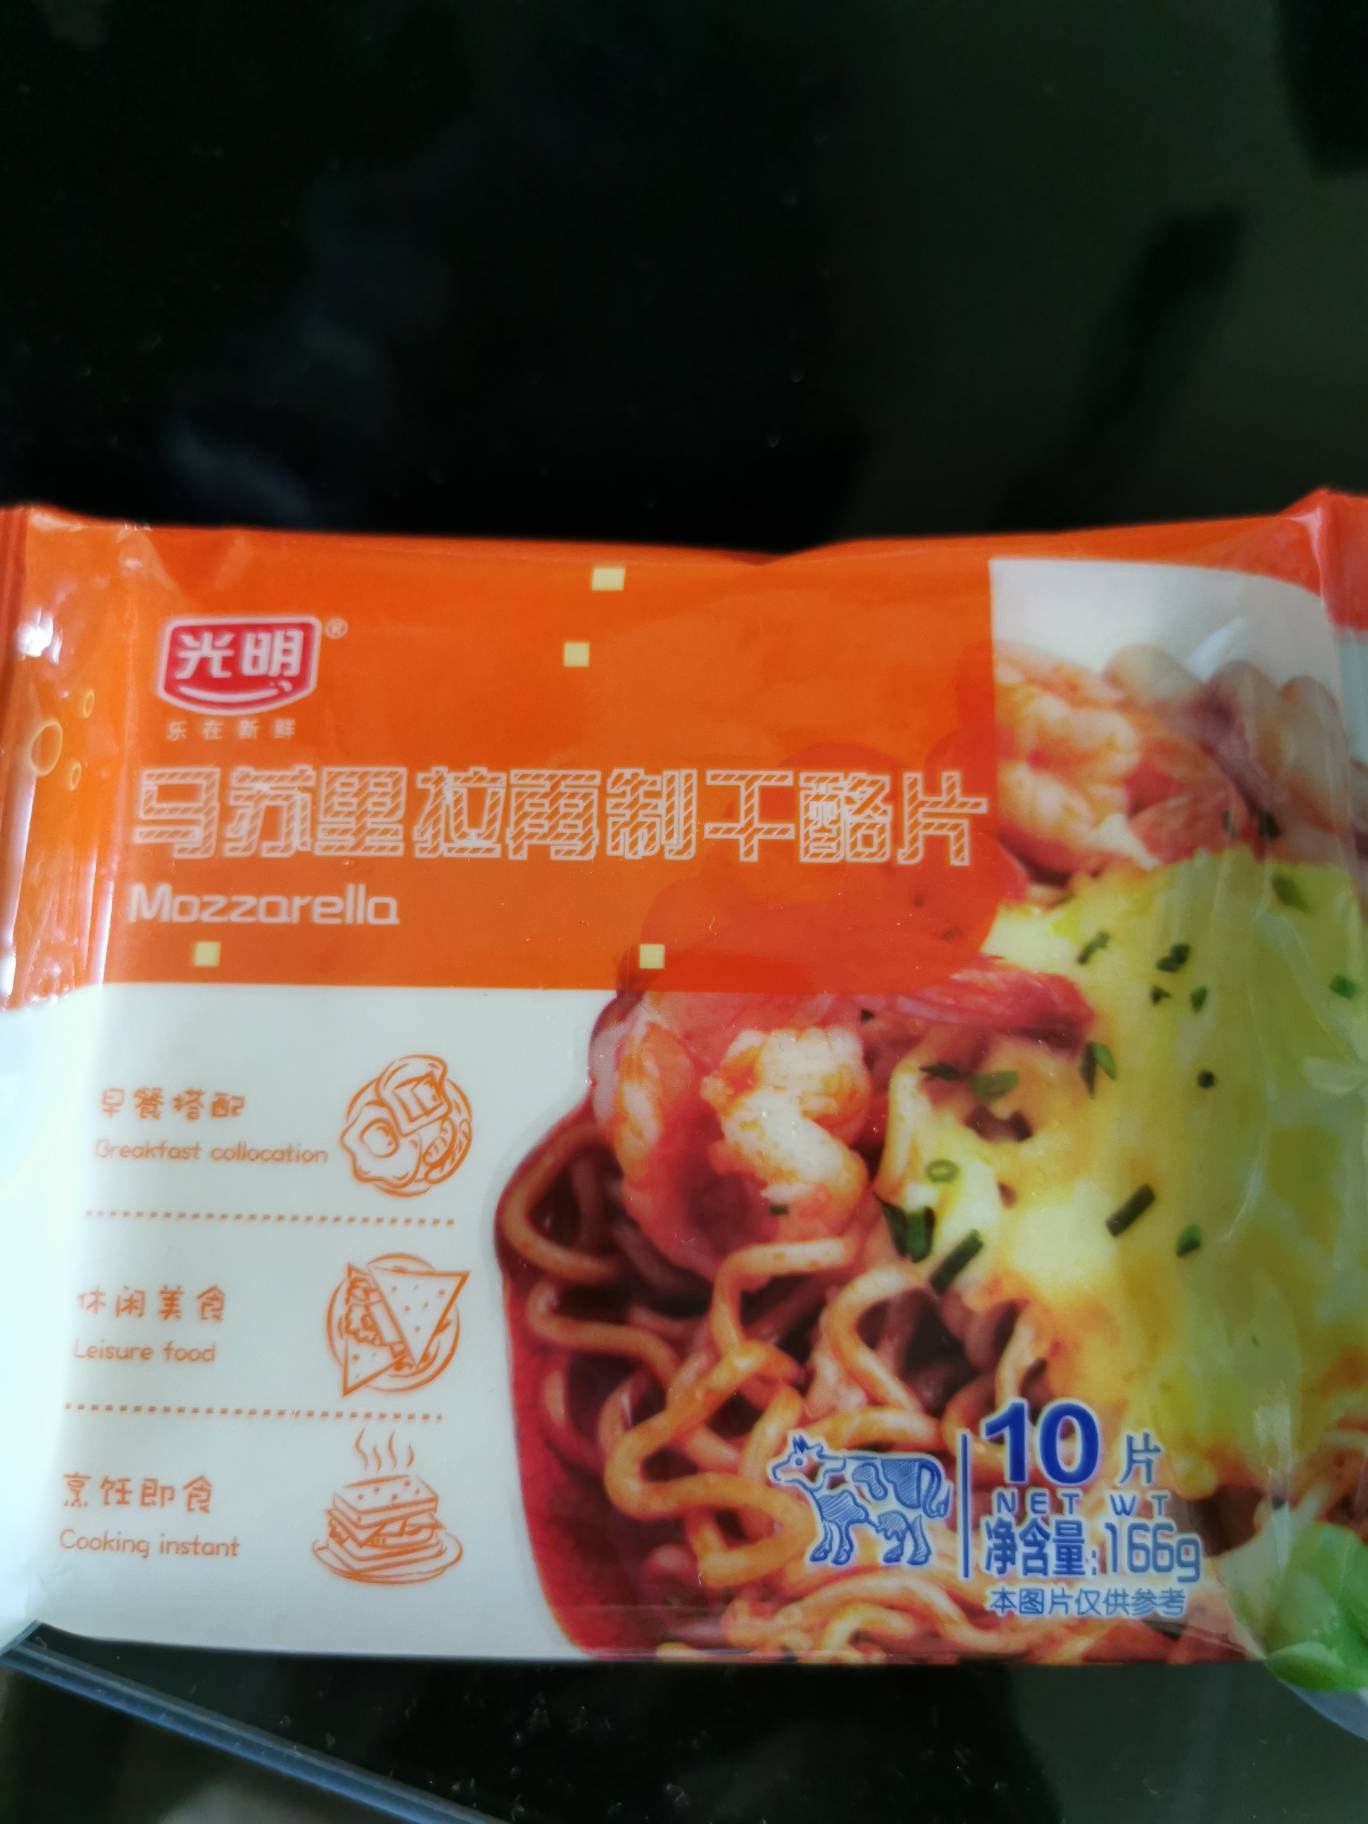 光明®
乐在新鲜
马苏里拉再制干酪片
Mozzarella
早餐搭配
Breakfast collocation
休闲美食
Leisure food
烹饪即食
Cooking instant
10片
NET WT
净含量:166g
本图片仅供参考